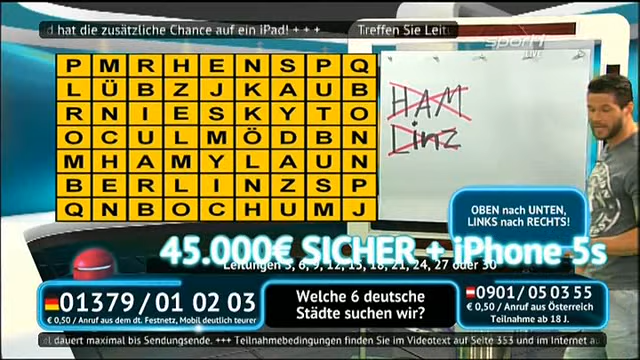 d hat die zusätzliche Chance auf ein iPad! +++ Treffen Sie Leitu
sport1
LIVE
P M R H E N S P Q
L Ü B Z J K A U B
R N I E S K Y T O
O C U L M Ö D B N
M H A M Y L A U N
B E R L I N Z S P
Q N B O C H U M J
HAM
Linz
OBEN nach UNTEN,
LINKS nach RECHTS!
45.000€ SICHER + iPhone 5s
Leitungen 3, 6, 9, 12, 15, 18, 21, 24, 27 oder 30
01379/01 02 03
€ 0,50 / Anruf aus dem dt. Festnetz, Mobil deutlich teurer
Welche 6 deutsche
Städte suchen wir?
0901/05 03 55
€ 0,50 / Anruf aus Österreich
Teilnahme ab 18 J.
el dauert maximal bis Sendungsende. +++ Teilnahmebedingungen finden Sie im Videotext auf Seite 353 und im Internet au